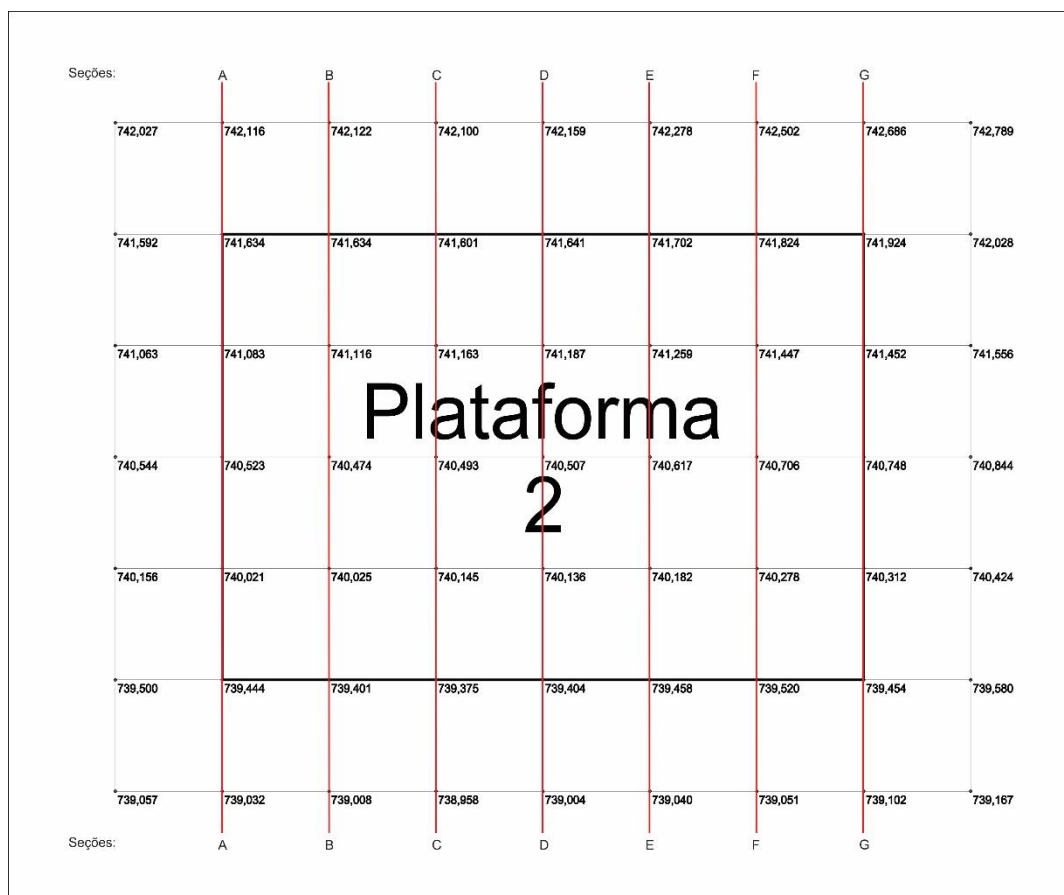 Seções: A B C D E F G
742,027 742,116 742,122 742,100 742,159 742,278 742,502 742,686 742,789
741,592 741,634 741,634 741,601 741,641 741,702 741,824 741,924 742,028
741,063 741,083 741,116 741,163 741,187 741,259 741,447 741,452 741,556
Plataforma
740,544 740,523 740,474 740,493 740,507 740,617 740,706 740,748 740,844
2
740,156 740,021 740,025 740,145 740,136 740,182 740,278 740,312 740,424
739,500 739,444 739,401 739,375 739,404 739,458 739,520 739,454 739,580
739,057 739,032 739,008 738,958 739,004 739,040 739,051 739,102 739,167
Seções: A B C D E F G